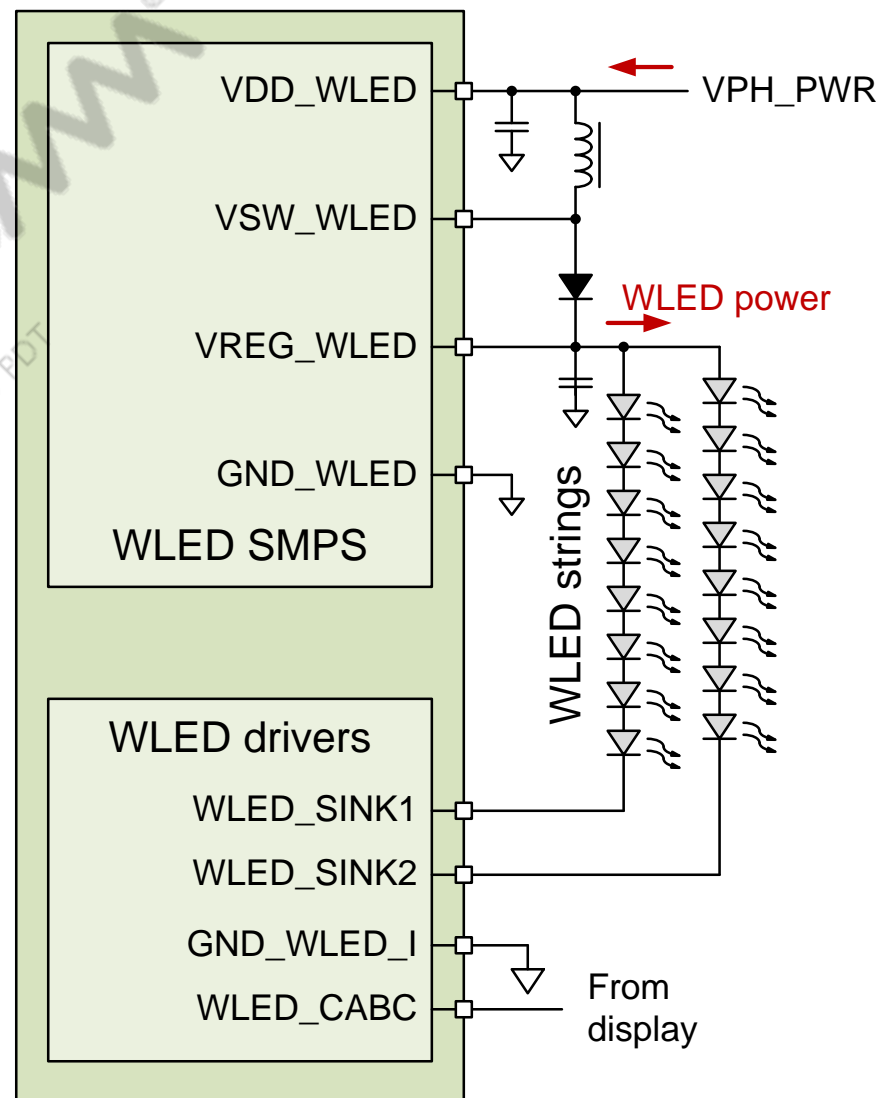 VDD_WLED
VPH_PWR
VSW_WLED
WLED power
VREG_WLED
GND_WLED
WLED SMPS
WLED strings
WLED drivers
WLED_SINK1
WLED_SINK2
GND_WLED_I
WLED_CABC
From
display
PDT